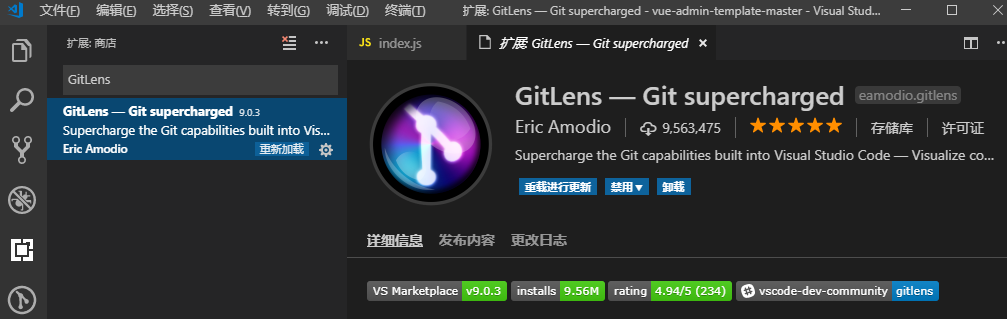 文件(F) 编辑(E) 选择(S) 查看(V) 转到(G) 调试(D) 终端(T) 扩展: GitLens — Git supercharged - vue-admin-template-master - Visual Stud...
扩展: 商店
JS index.js
扩展: GitLens — Git supercharged
GitLens
GitLens — Git supercharged 9.0.3
Supercharge the Git capabilities built into Vis...
Eric Amodio 重新加载
GitLens — Git supercharged eamodio.gitlens
Eric Amodio 9,563,475 存储库 许可证
Supercharge the Git capabilities built into Visual Studio Code — Visualize co...
重载进行更新 禁用 卸载
详细信息 发布内容 更改日志
VS Marketplace v9.0.3 installs 9.56M rating 4.94/5 (234) vscode-dev-community gitlens